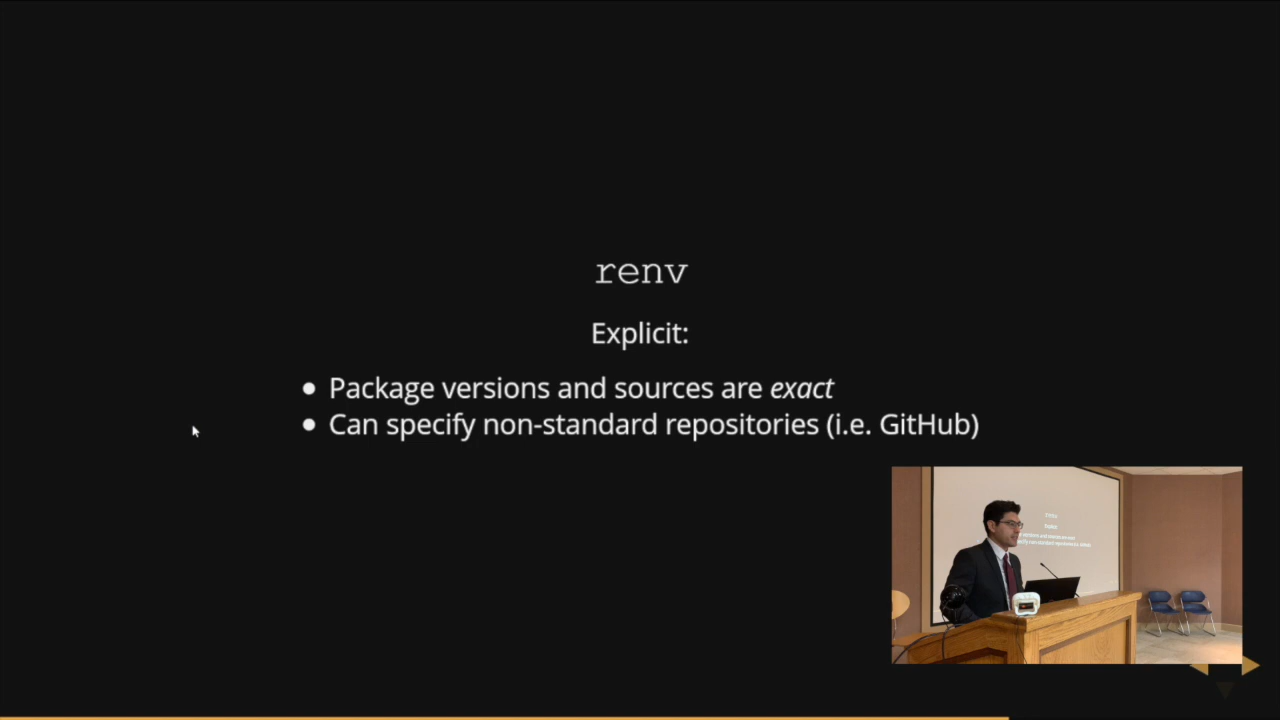 renv
Explicit:
Package versions and sources are exact
Can specify non-standard repositories (i.e. GitHub)